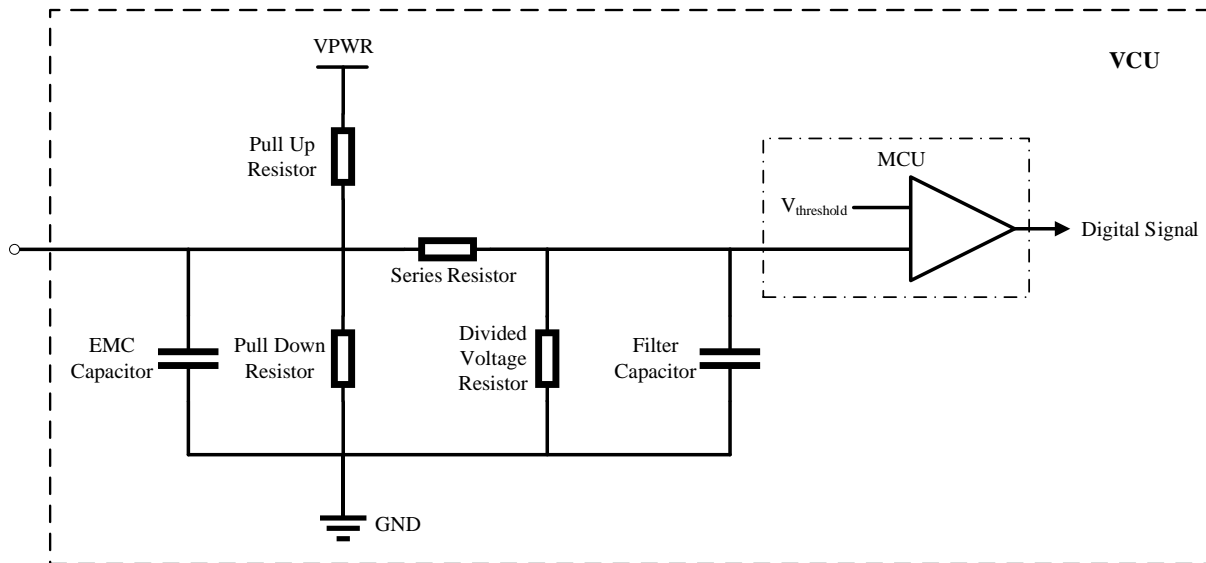 VPWR
VCU
Pull Up
Resistor
MCU
Vthreshold
Digital Signal
Series Resistor
EMC
Capacitor
Pull Down
Resistor
Divided
Voltage
Resistor
Filter
Capacitor
GND